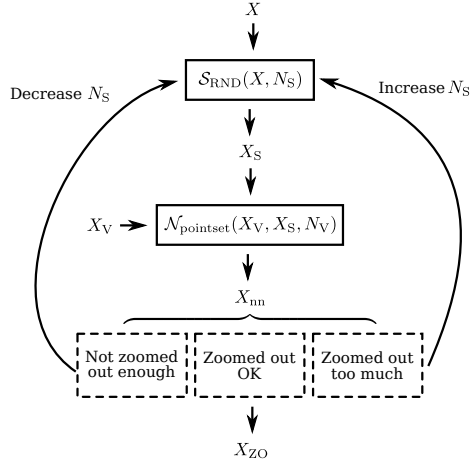 X
Decrease N_S
S_RND(X, N_S)
Increase N_S
X_S
X_V
N_pointset(X_V, X_S, N_V)
X_nn
Not zoomed
out enough
Zoomed out
OK
Zoomed out
too much
X_ZO